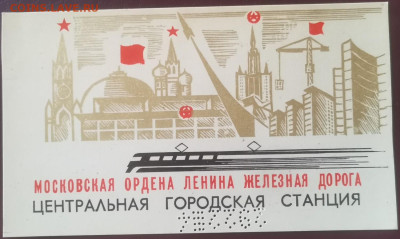 МОСКОВСКАЯ ОРДЕНА ЛЕНИНА ЖЕЛЕЗНАЯ ДОРОГА
ЦЕНТРАЛЬНАЯ ГОРОДСКАЯ СТАНЦИЯ